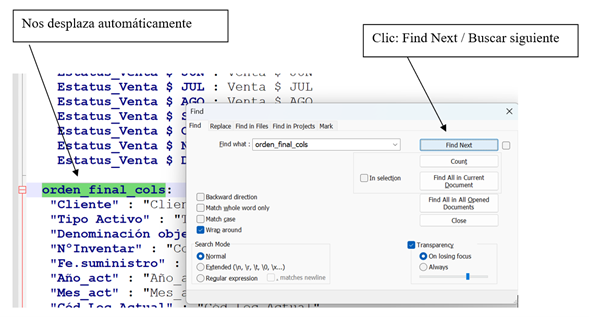 Nos desplaza automáticamente
Clic: Find Next / Buscar siguiente
Estatus_Venta $ JUN : Venta $ JUN
Estatus_Venta $ JUL : Venta $ JUL
Estatus_Venta $ AGO : Venta $ AGO
Estatus_Venta $
Estatus_Venta $
Estatus_Venta $
Estatus_Venta $
orden_final_cols:
"Cliente" : "Clien
"Tipo Activo" :
"Denominación obje
"N°Inventar" : "Co
"Fe.suministro" :
"Año_act" : "Año_a
"Mes_act" : "Mes_a
"Cód.Loc.Actual" : "Cód.Loc.Actual"
Find
Find Replace Find in Files Find in Projects Mark
Find what : orden_final_cols
Find Next
Count
In selection
Find All in Current Document
Find All in All Opened Documents
Close
Backward direction
Match whole word only
Match case
Wrap around
Search Mode
Normal
Extended (\n, \r, \t, \0, \x...)
Regular expression
. matches newline
Transparency
On losing focus
Always